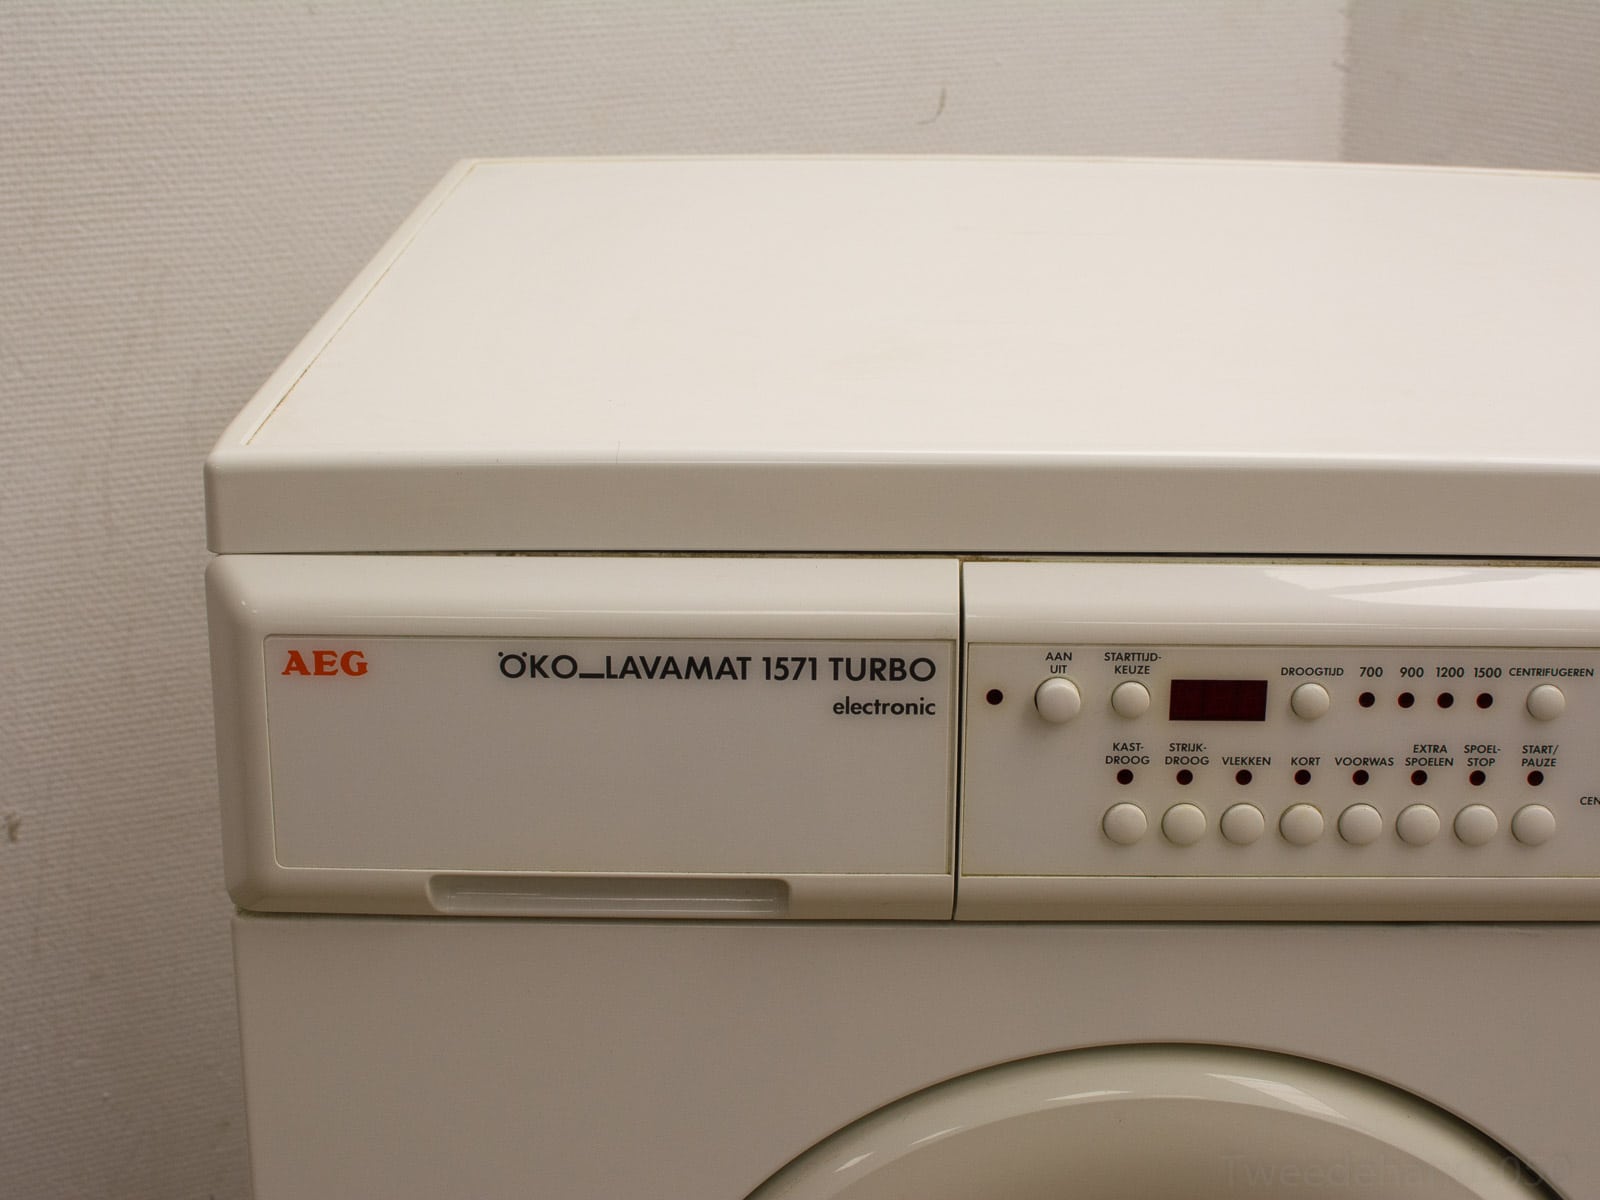 AEG
ÖKO_LAVAMAT 1571 TURBO
electronic
AAN
UIT
STARTTIJD-
KEUZE
DROOGTIJD
700 900 1200 1500
CENTRIFUGEREN
KAST-
DROOG
STRIJK-
DROOG
VLEKKEN
KORT
VOORWAS
EXTRA
SPOELEN
SPOEL-
STOP
START/
PAUZE
CEN